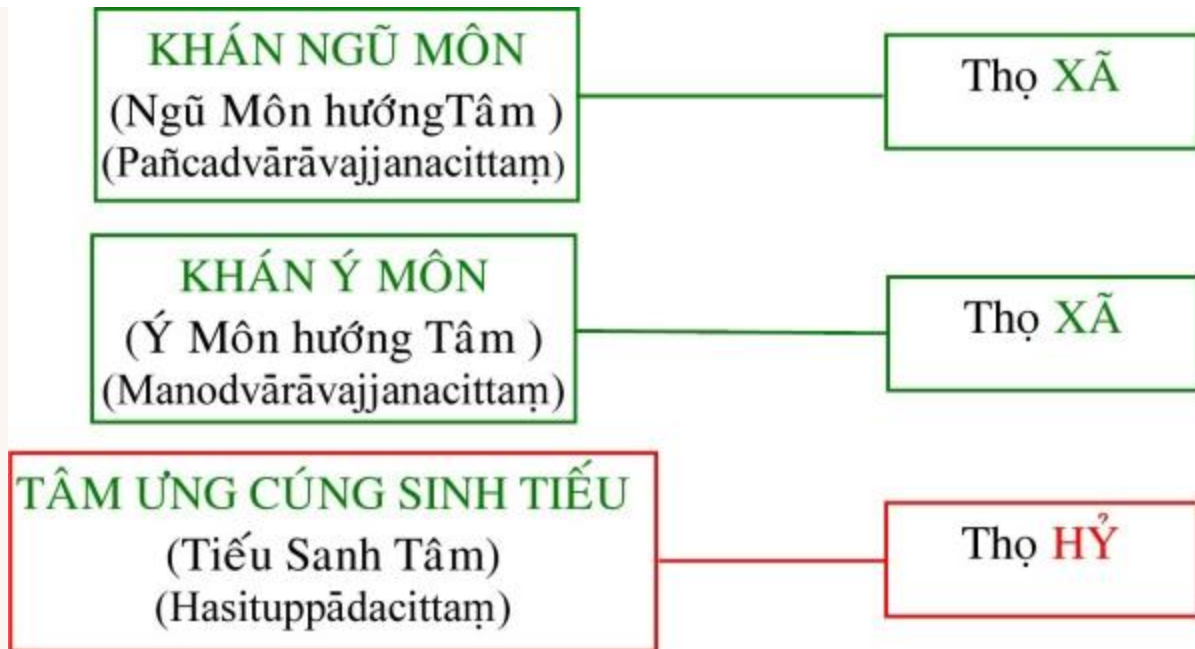 KHÁN NGŨ MÔN
(Ngũ Môn hướngTâm )
(Pañcadvārāvajjanacittaṃ)
Thọ XÃ
KHÁN Ý MÔN
(Ý Môn hướng Tâm )
(Manodvārāvajjanacittaṃ)
Thọ XÃ
TÂM ƯNG CÚNG SINH TIẾU
(Tiếu Sanh Tâm)
(Hasituppādacittaṃ)
Thọ HỶ